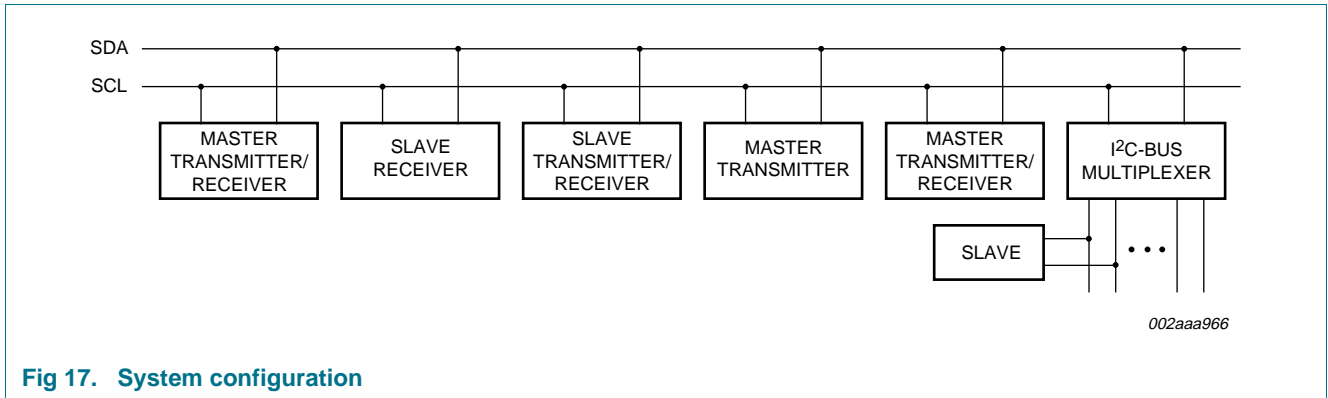 SDA
SCL
MASTER
TRANSMITTER/
RECEIVER
SLAVE
RECEIVER
SLAVE
TRANSMITTER/
RECEIVER
MASTER
TRANSMITTER
MASTER
TRANSMITTER/
RECEIVER
I²C-BUS
MULTIPLEXER
SLAVE
002aaa966
Fig 17. System configuration